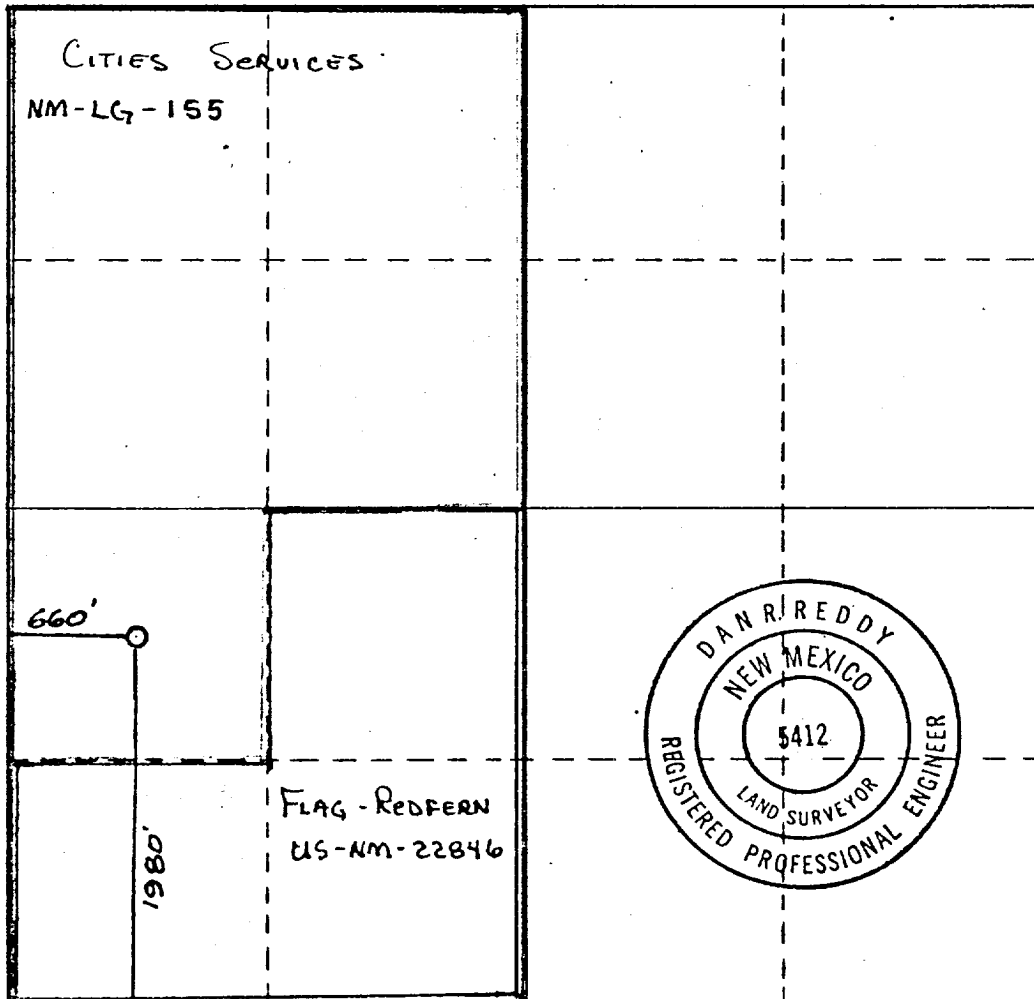 CITIES SERVICES
NM-LG-155
660'
1980'
FLAG-REDFERN
US-NM-22846
DAN R. REDDY
NEW MEXICO
5412
LAND SURVEYOR
REGISTERED PROFESSIONAL ENGINEER